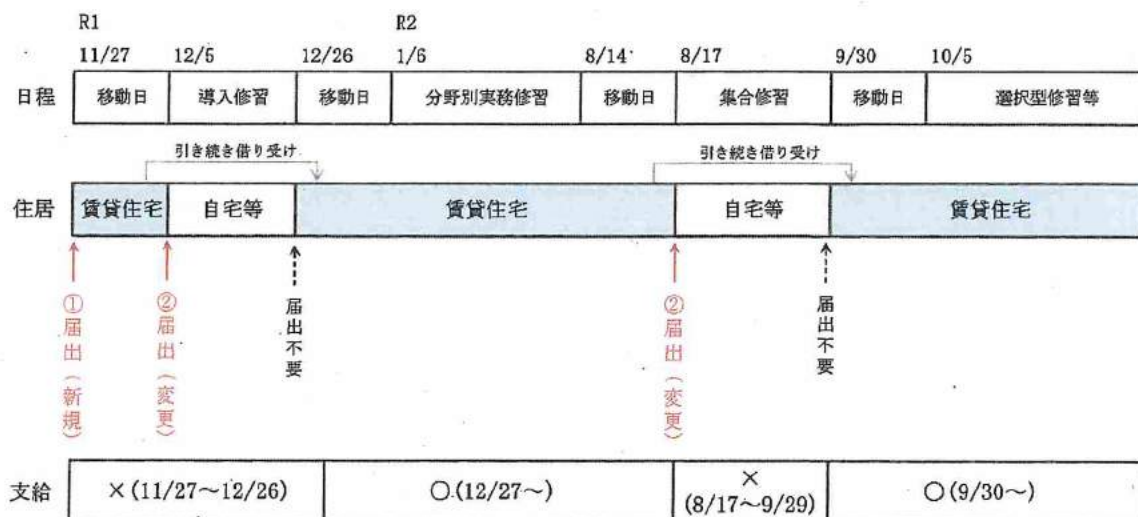 R1 R2
11/27 12/5 12/26 1/6 8/14 8/17 9/30 10/5
日程 移動日 導入修習 移動日 分野別実務修習 移動日 集合修習 移動日 選択型修習等
引き続き借り受け 引き続き借り受け
住居 賃貸住宅 自宅等 賃貸住宅 自宅等 賃貸住宅
①届出(新規)
②届出(変更)
届出不要
②届出(変更)
届出不要
支給 ×(11/27~12/26) ○(12/27~) × ○(9/30~)
(8/17~9/29)